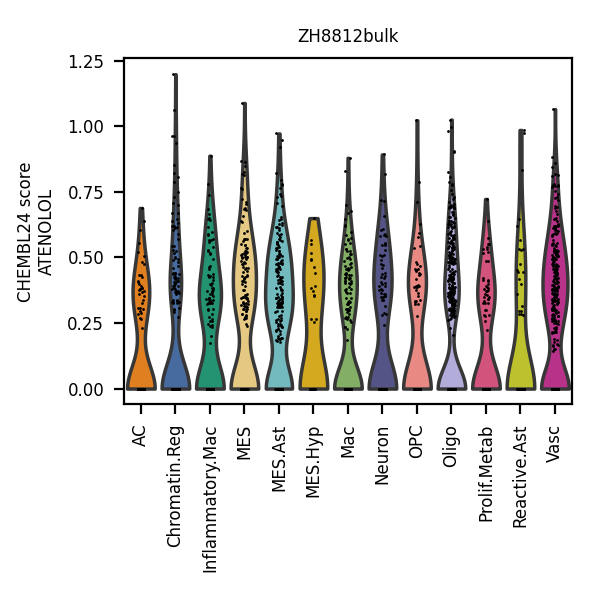 ZH8812bulk
CHEMBL24 score
ATENOLOL
1.25
1.00
0.75
0.50
0.25
0.00
AC
Chromatin.Reg
Inflammatory.Mac
MES
MES.Ast
MES.Hyp
Mac
Neuron
OPC
Oligo
Prolif.Metab
Reactive.Ast
Vasc